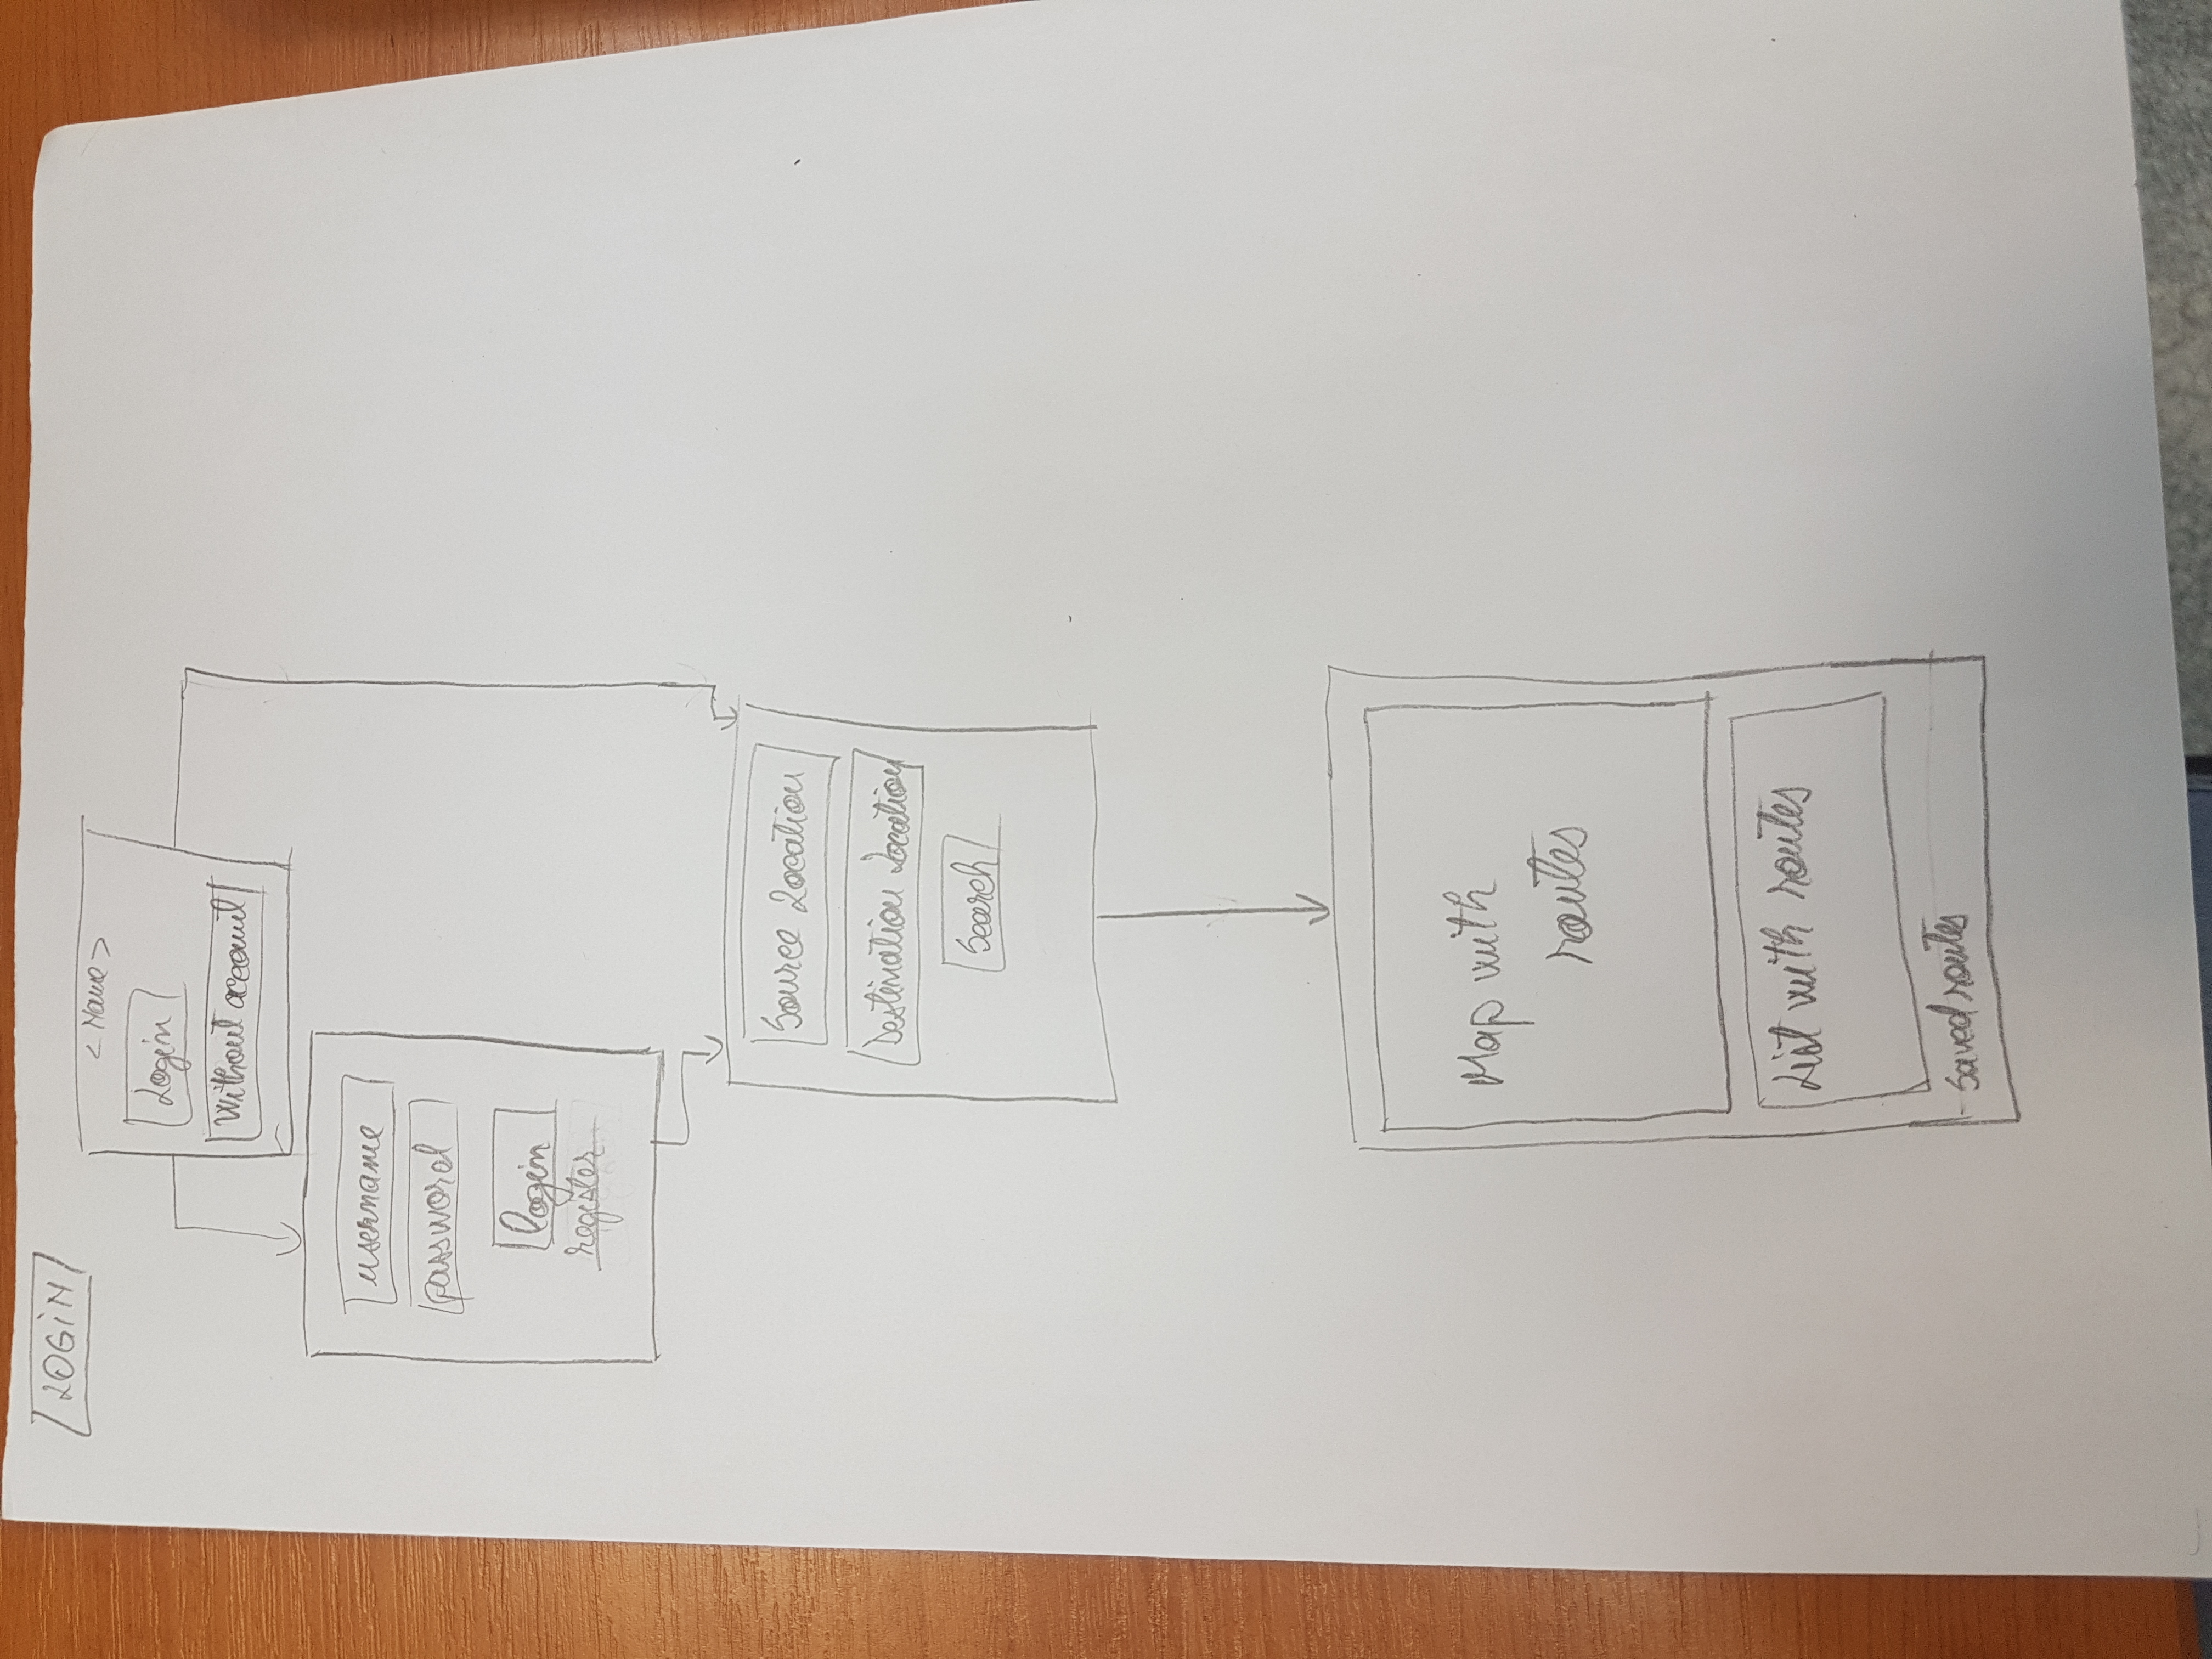 LOGIN
< Name >
Login
Without account
username
password
login
register
Source Location
Destination Location
Search
Map with
routes
List with routes
Saved routes